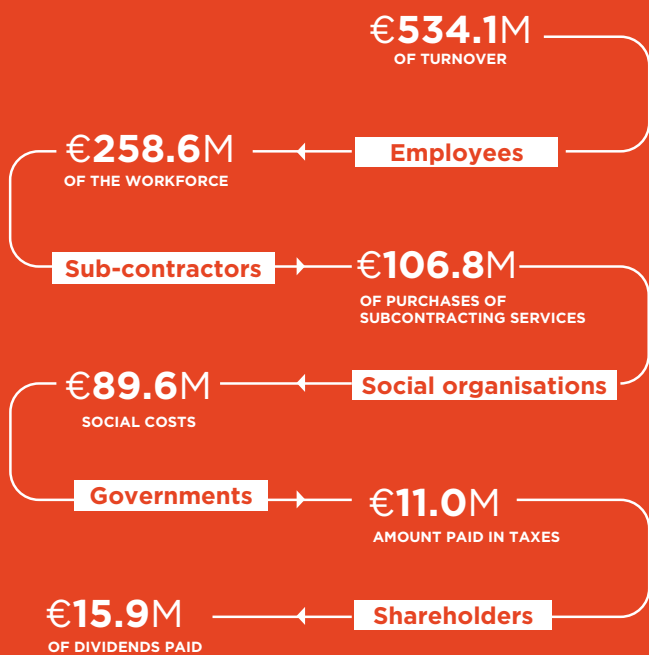 €534.1M
OF TURNOVER
Employees
€258.6M
OF THE WORKFORCE
Sub-contractors
€106.8M
OF PURCHASES OF
SUBCONTRACTING SERVICES
Social organisations
€89.6M
SOCIAL COSTS
Governments
€11.0M
AMOUNT PAID IN TAXES
Shareholders
€15.9M
OF DIVIDENDS PAID